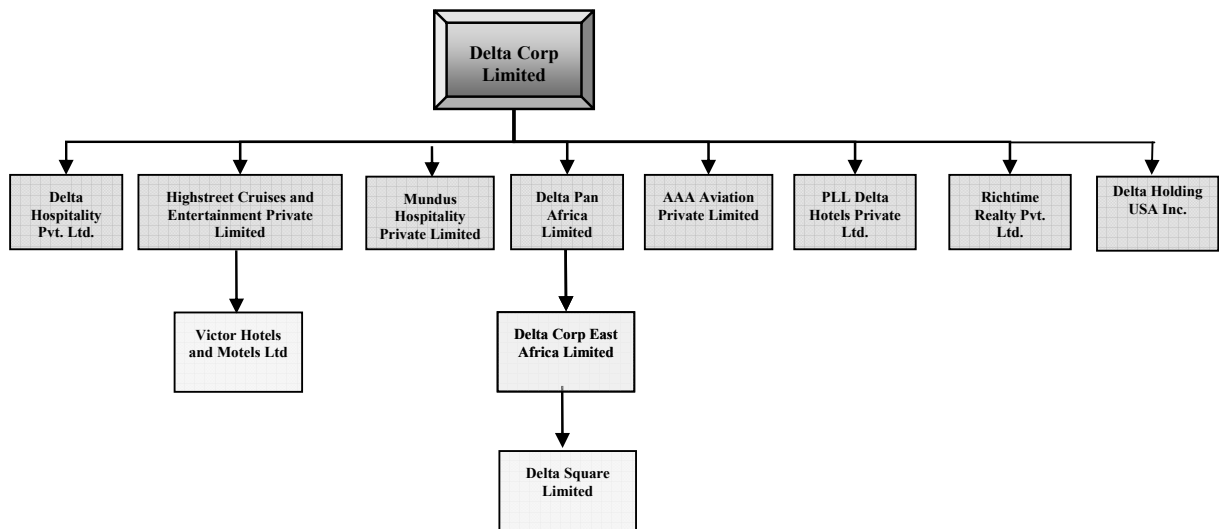 Delta Corp
Limited
Delta
Hospitality
Pvt. Ltd.
Highstreet Cruises and
Entertainment Private
Limited
Mundus
Hospitality
Private Limited
Delta Pan
Africa
Limited
AAA Aviation
Private Limited
PLL Delta
Hotels Private
Ltd.
Richtime
Realty Pvt.
Ltd.
Delta Holding
USA Inc.
Victor Hotels
and Motels Ltd
Delta Corp East
Africa Limited
Delta Square
Limited